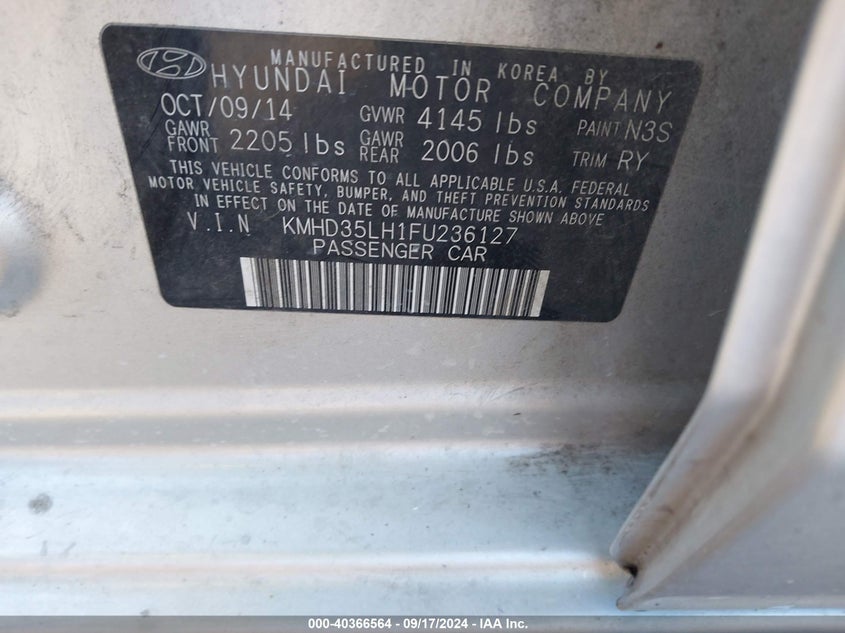 MANUFACTURED IN KOREA BY
HYUNDAI MOTOR COMPANY
OCT/09/14 GVWR 4145 lbs PAINT N3S
GAWR FRONT 2205 lbs GAWR REAR 2006 lbs TRIM RY
THIS VEHICLE CONFORMS TO ALL APPLICABLE U.S.A. FEDERAL
MOTOR VEHICLE SAFETY, BUMPER, AND THEFT PREVENTION STANDARDS
IN EFFECT ON THE DATE OF MANUFACTURE SHOWN ABOVE
V.I.N KMHD35LH1FU236127
PASSENGER CAR
000-40366564 - 09/17/2024 - IAA Inc.